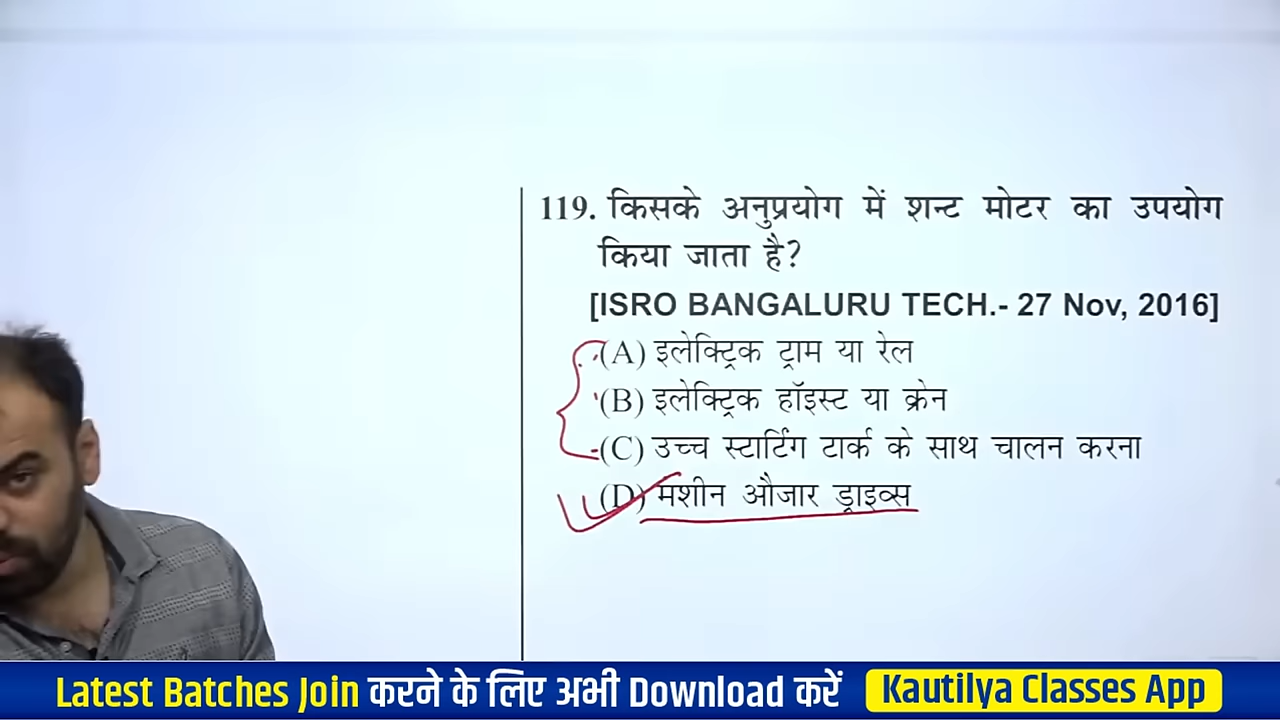 119. किसके अनुप्रयोग में शन्ट मोटर का उपयोग
किया जाता है?
[ISRO BANGALURU TECH.- 27 Nov, 2016]
(A) इलेक्ट्रिक ट्राम या रेल
(B) इलेक्ट्रिक हॉइस्ट या क्रेन
(C) उच्च स्टार्टिंग टार्क के साथ चालन करना
(D) मशीन औजार ड्राइव्स
Latest Batches Join करने के लिए अभी Download करें Kautilya Classes App